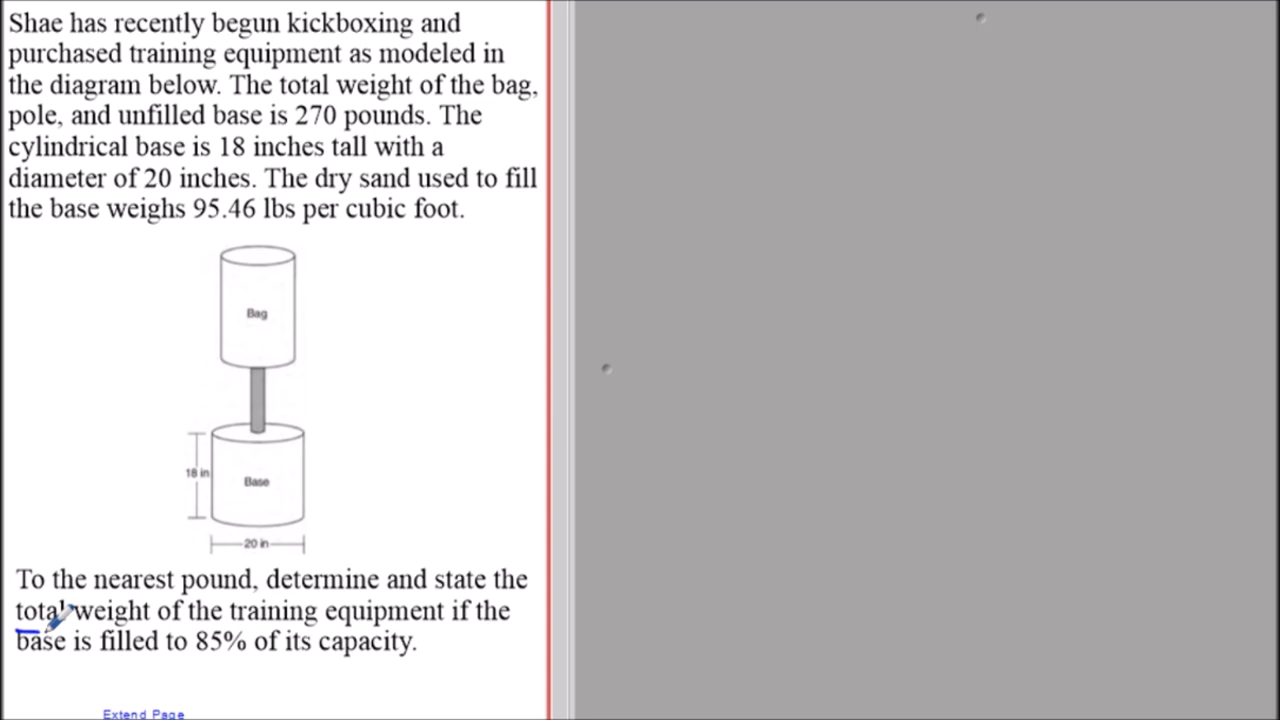 Shae has recently begun kickboxing and
purchased training equipment as modeled in
the diagram below. The total weight of the bag,
pole, and unfilled base is 270 pounds. The
cylindrical base is 18 inches tall with a
diameter of 20 inches. The dry sand used to fill
the base weighs 95.46 lbs per cubic foot.
Bag
18 in
Base
20 in
To the nearest pound, determine and state the
total weight of the training equipment if the
base is filled to 85% of its capacity.
Extend Page